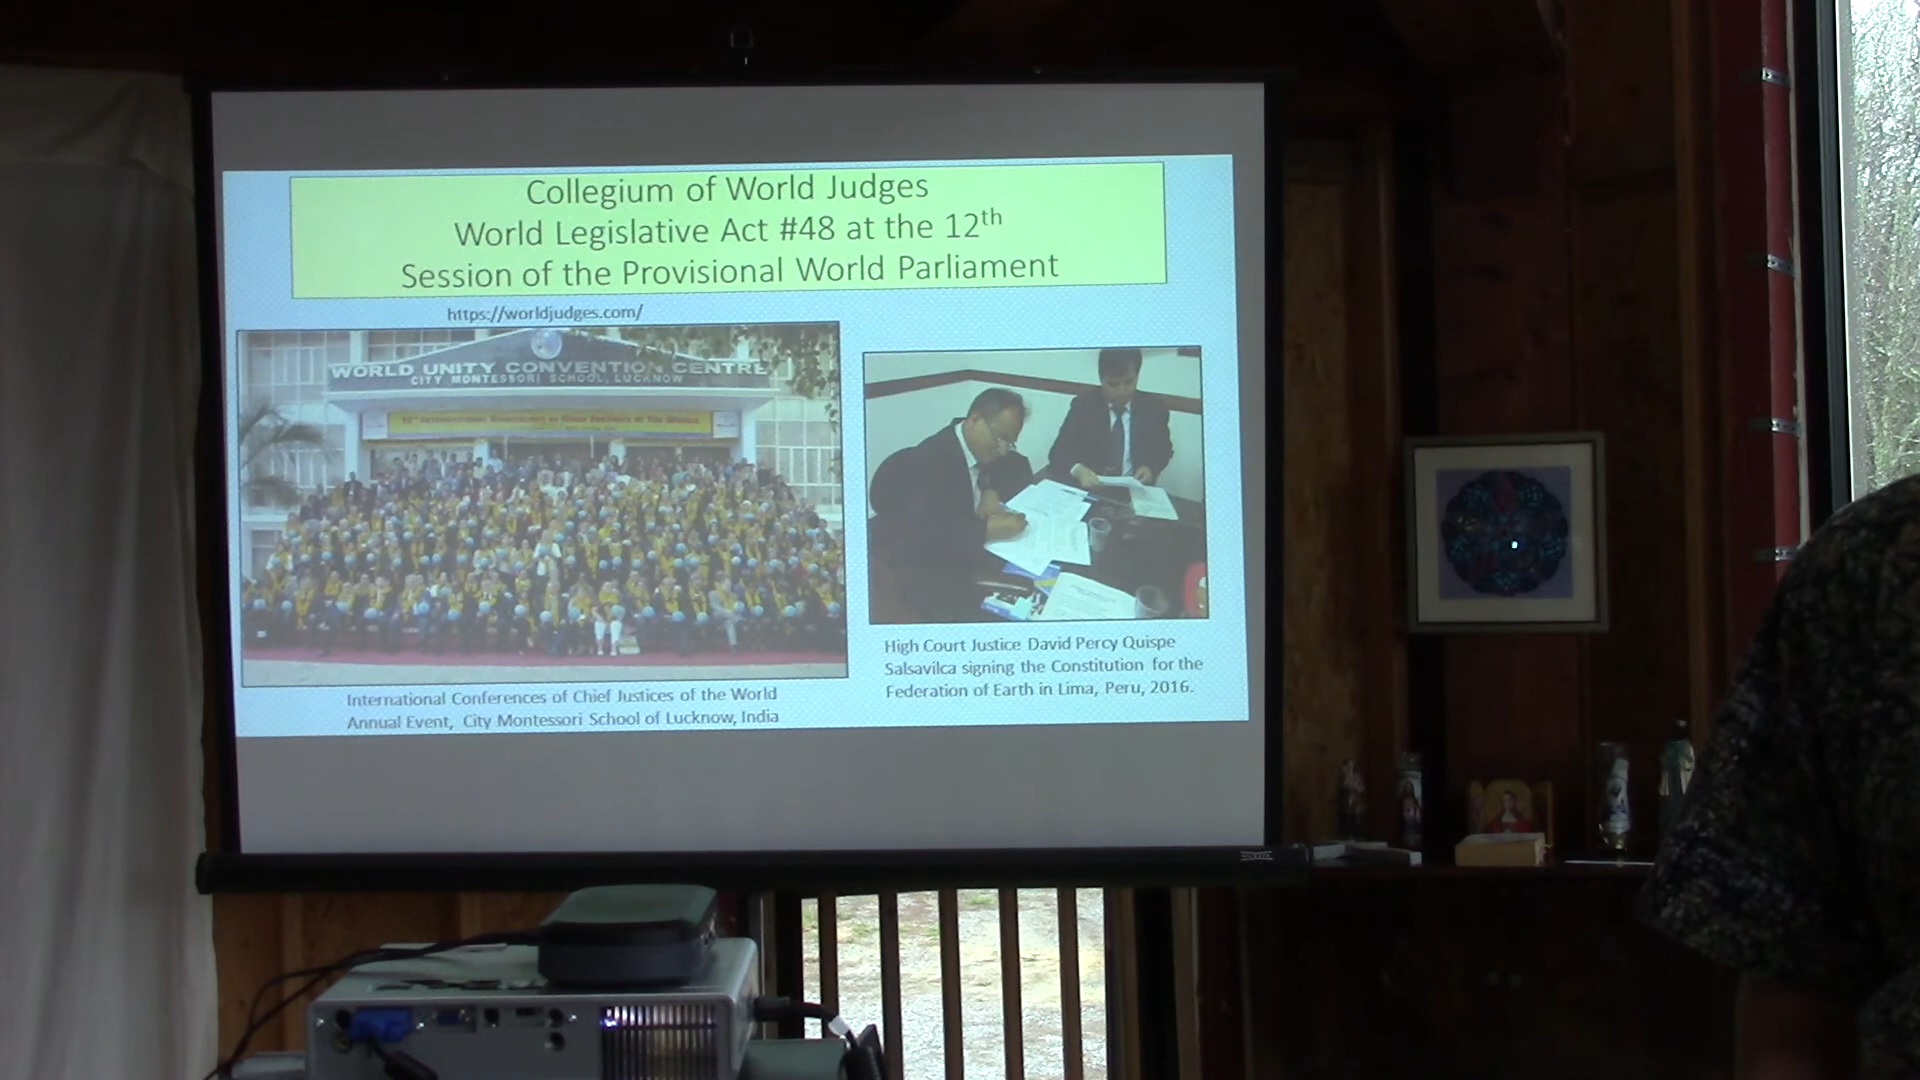 Collegium of World Judges
World Legislative Act #48 at the 12th
Session of the Provisional World Parliament
https://worldjudges.com/
WORLD UNITY CONVENTION CENTRE
CITY MONTESSORI SCHOOL, LUCKNOW
International Conferences of Chief Justices of the World
Annual Event, City Montessori School of Lucknow, India
High Court Justice David Percy Quispe
Salsavilca signing the Constitution for the
Federation of Earth in Lima, Peru, 2016.